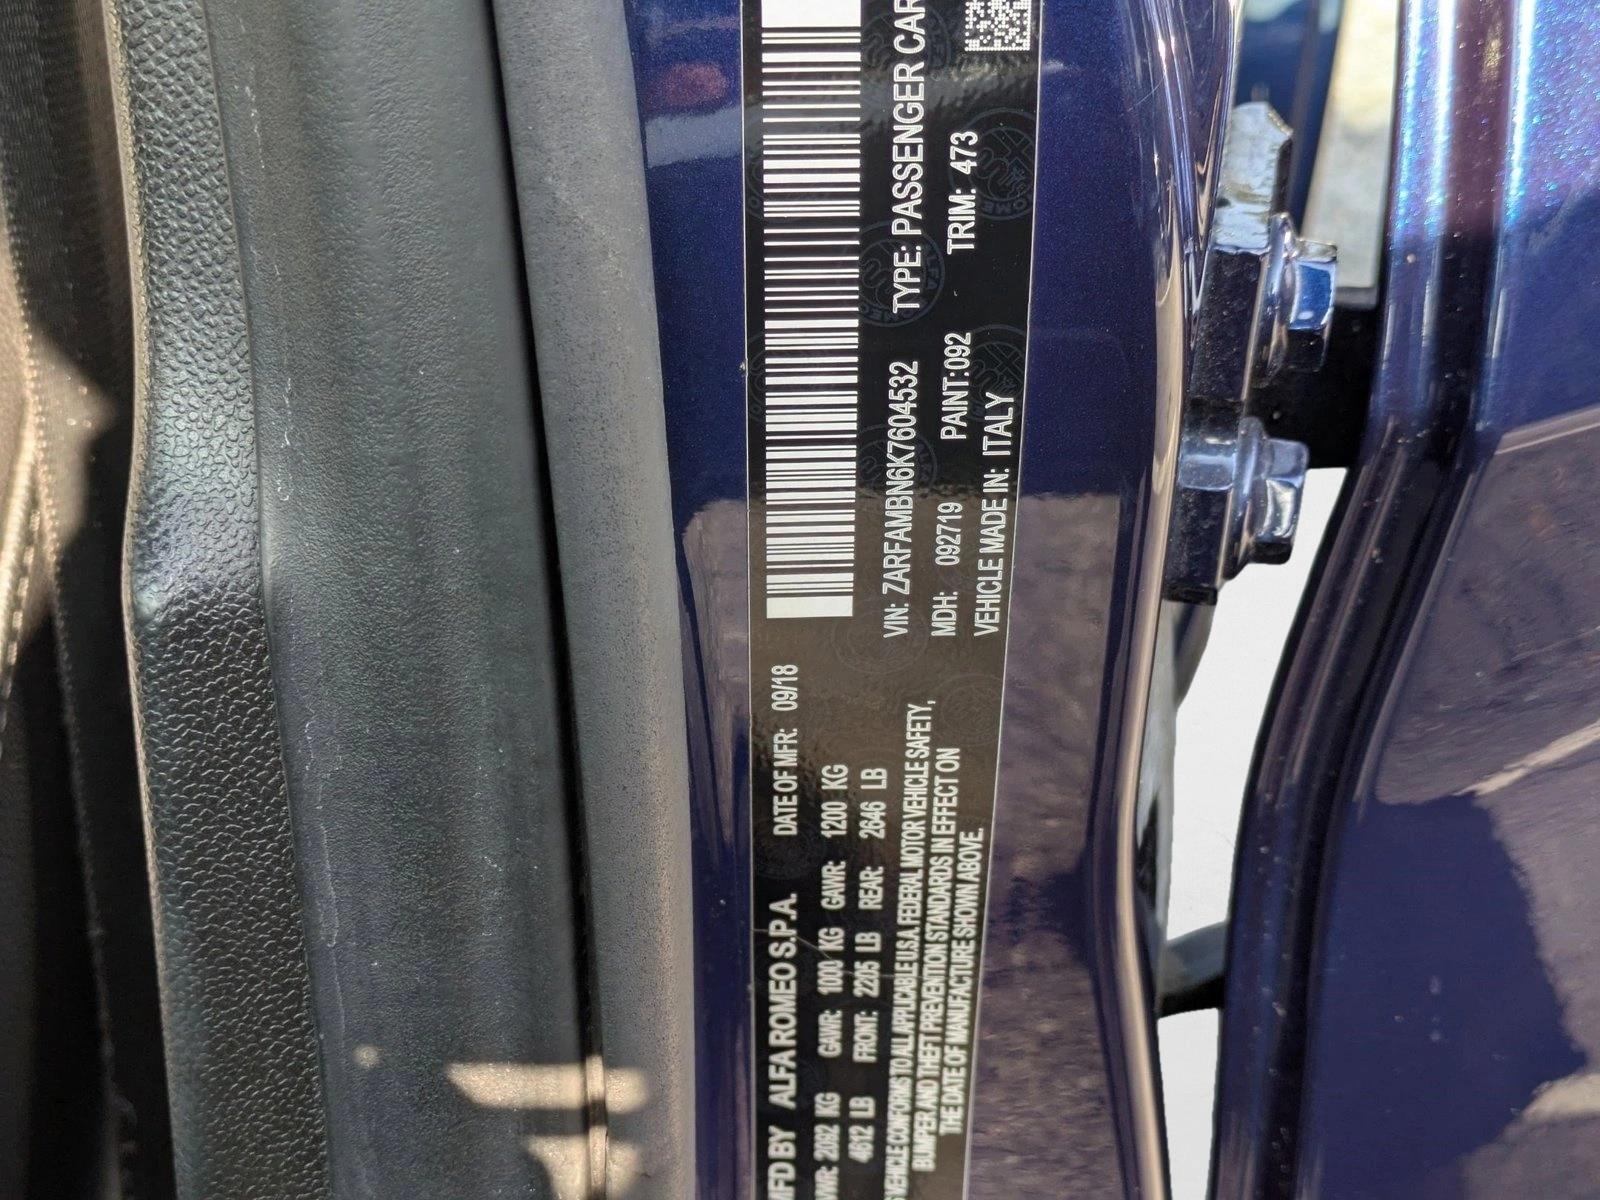 MFD BY ALFA ROMEO S.P.A. DATE OF MFR: 09/18
GVWR: 2092 KG GAWR: 1000 KG GAWR: 1200 KG
4612 LB FRONT: 2205 LB REAR: 2646 LB
VEHICLE CONFORMS TO ALL APPLICABLE U.S.A. FEDERAL MOTOR VEHICLE SAFETY,
BUMPER, AND THEFT PREVENTION STANDARDS IN EFFECT ON
THE DATE OF MANUFACTURE SHOWN ABOVE.
VIN: ZARFAMBN6K7604532 TYPE: PASSENGER CAR
MDH: 092719 PAINT: 092 TRIM: 473
VEHICLE MADE IN: ITALY